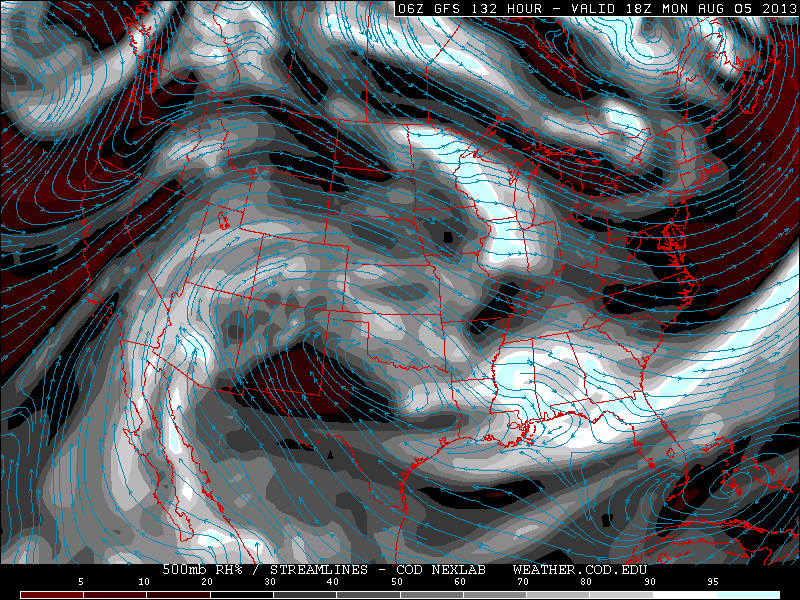 06Z GFS 132 HOUR - VALID 18Z MON AUG 05 2013
500mb RH% / STREAMLINES - COD NEXLAB WEATHER.COD.EDU
5 10 20 30 40 50 60 70 80 90 95